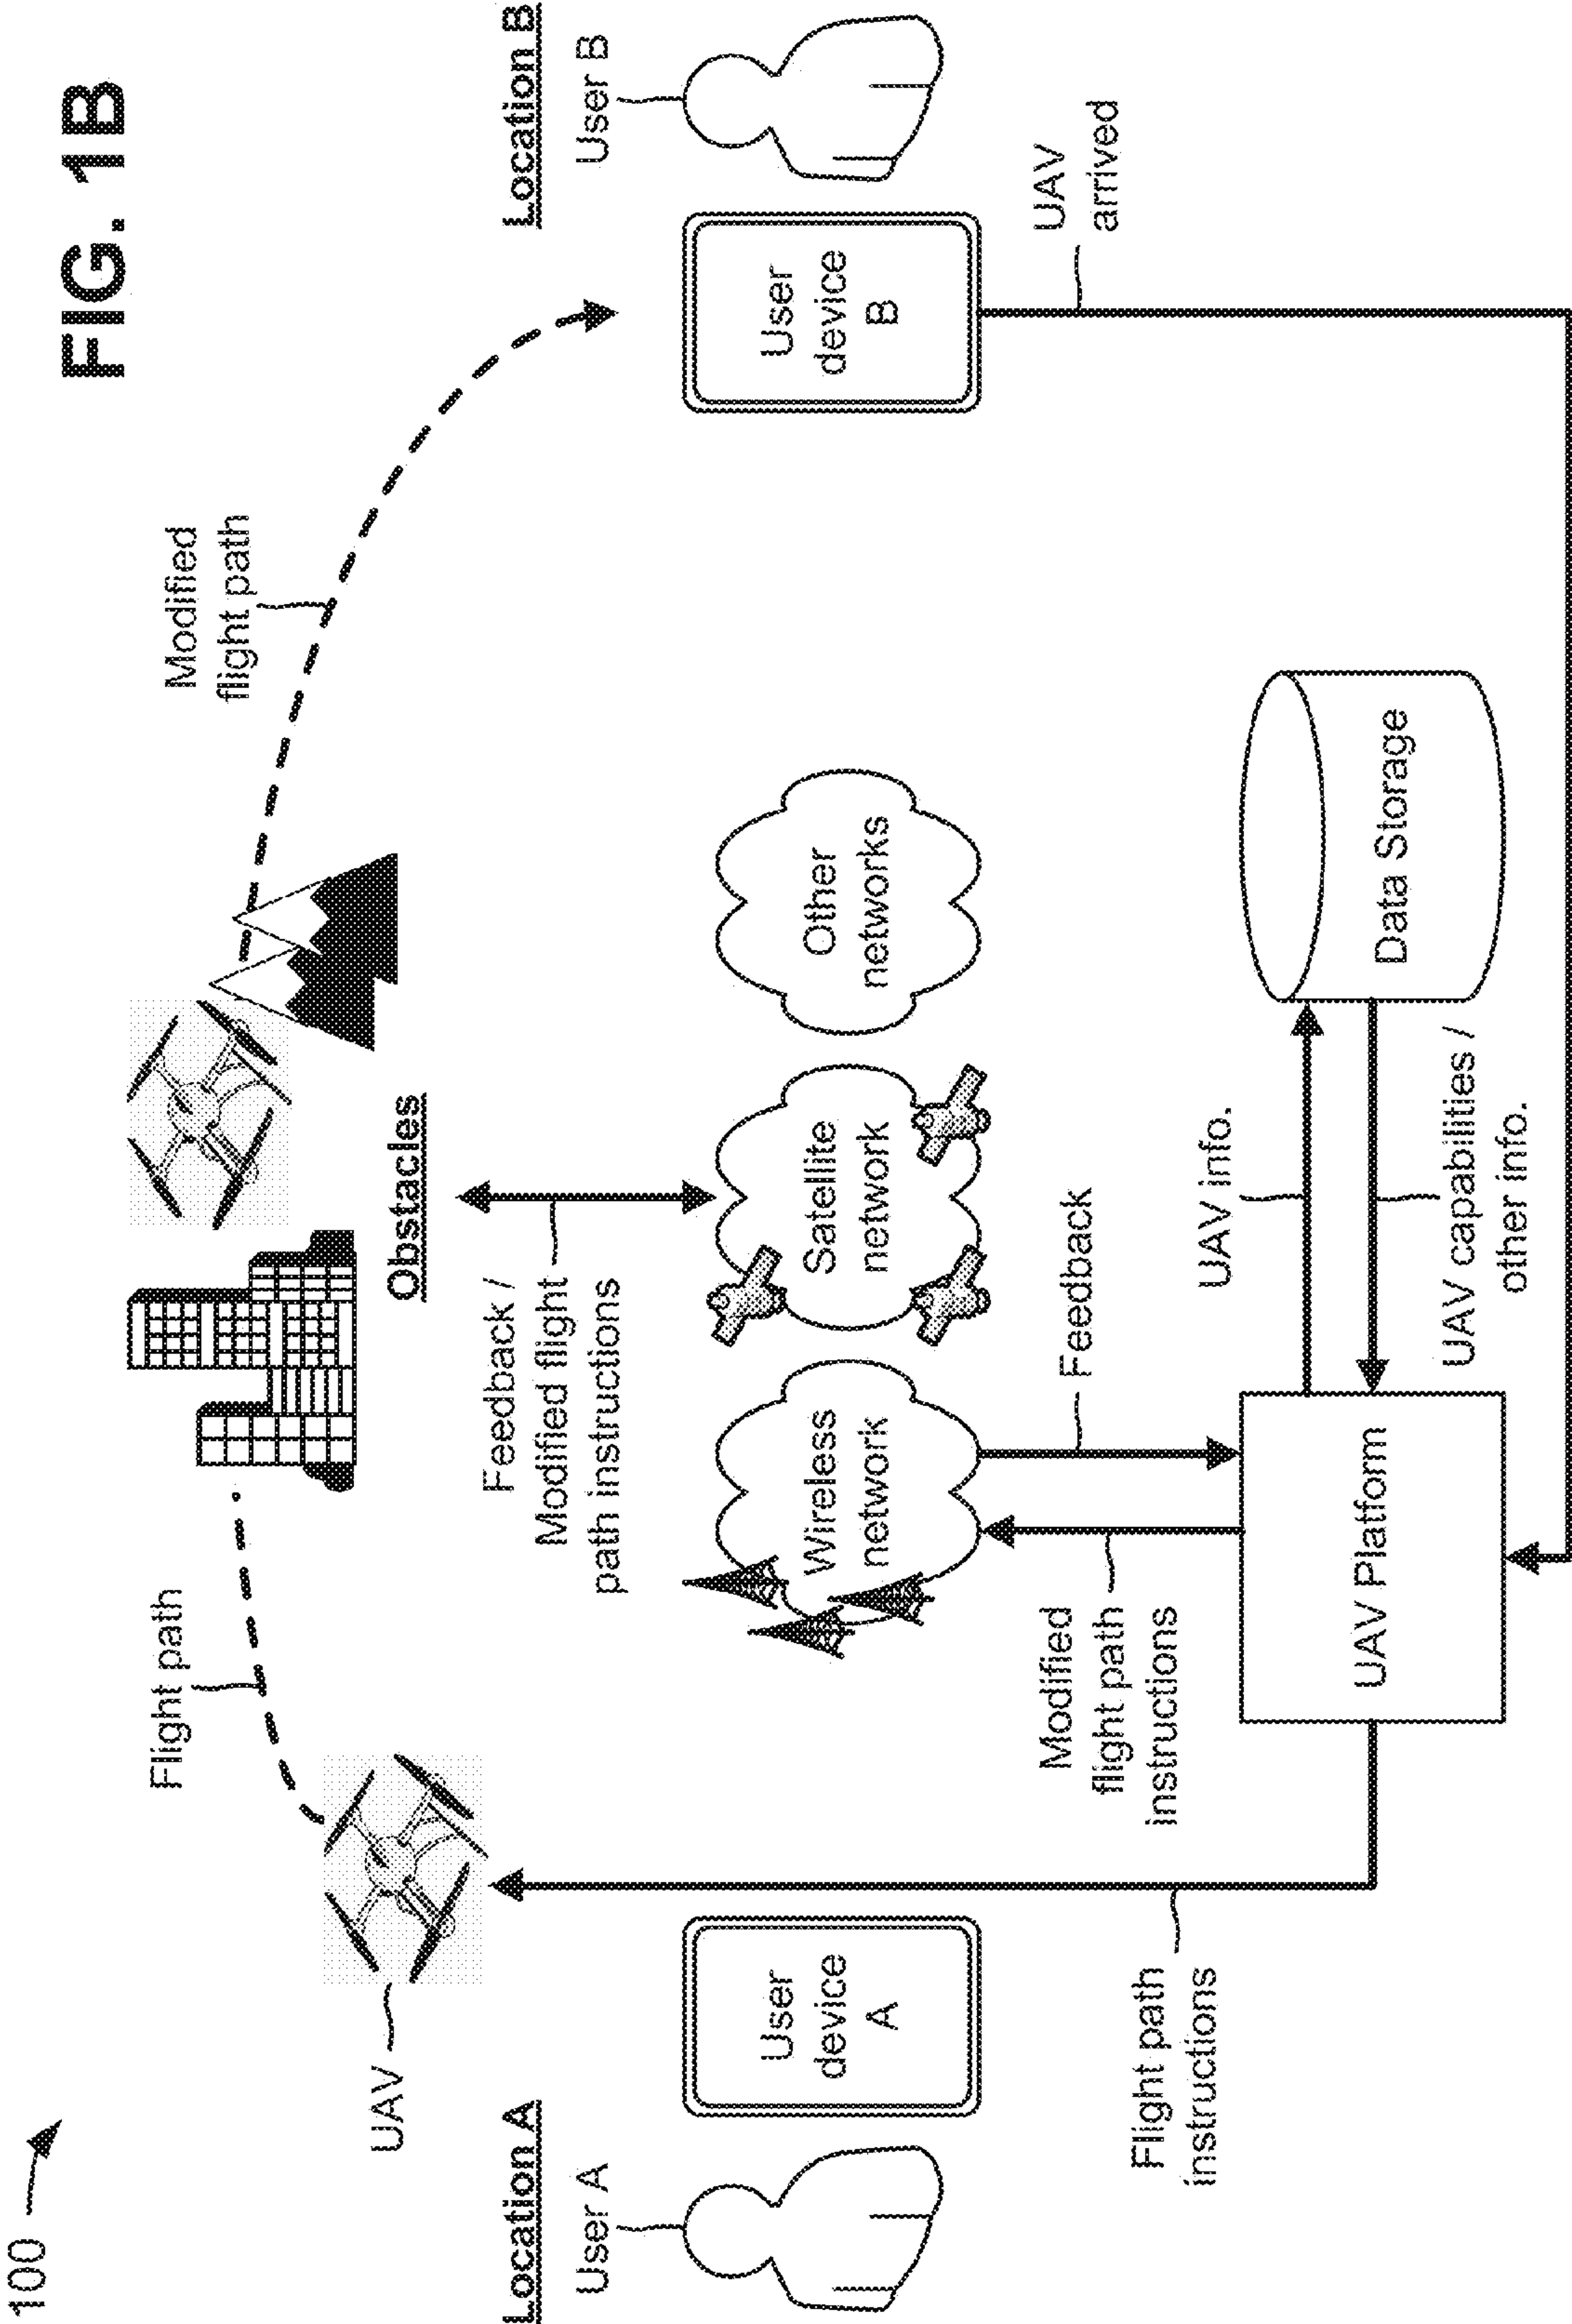 100
FIG. 1B
Flight path
Modified
flight path
UAV
Obstacles
Location A
Location B
User A
User B
Feedback /
Modified flight
path instructions
User
device
A
Wireless
network
Satellite
network
Other
networks
User
device
B
Modified
flight path
instructions
Feedback
UAV
arrived
Flight path
instructions
UAV info.
UAV Platform
Data Storage
UAV capabilities /
other info.